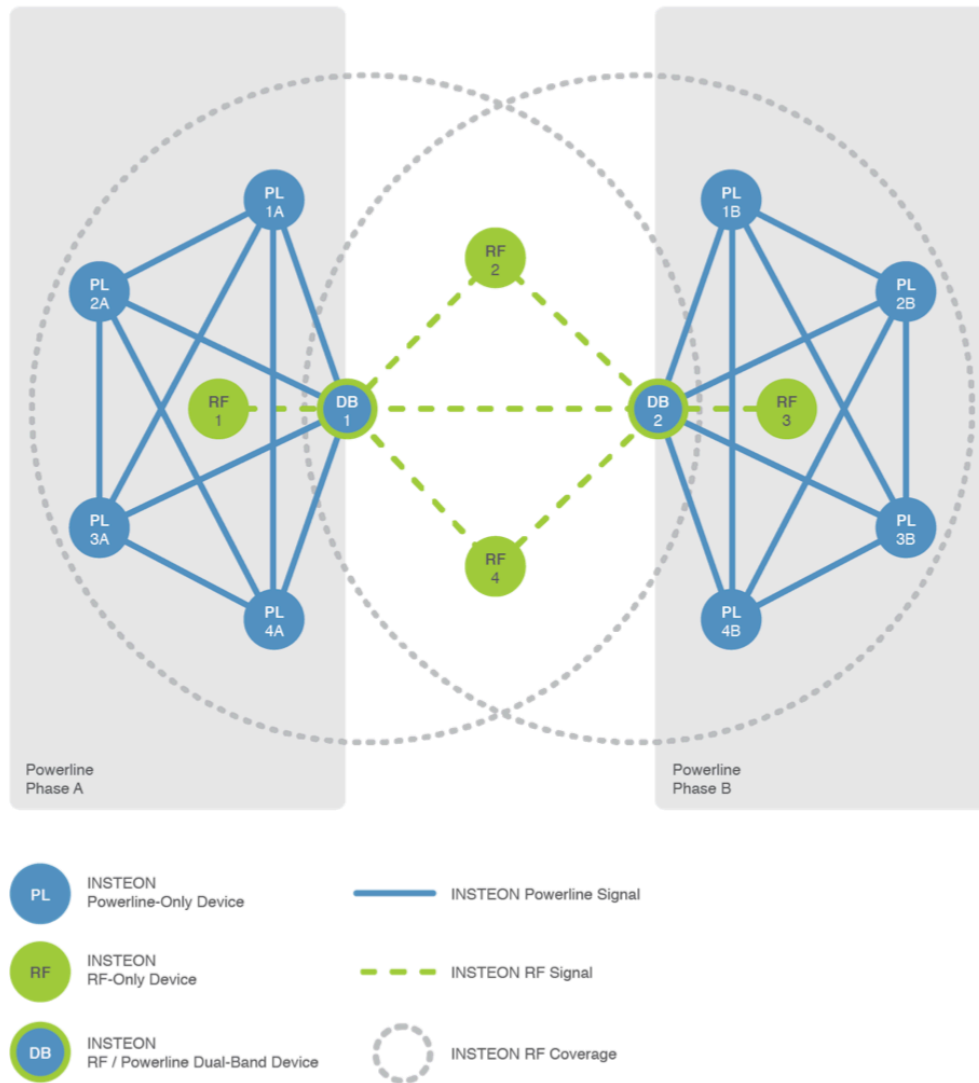 PL
1A
PL
1B
RF
2
PL
2A
PL
2B
RF
1
DB
1
DB
2
RF
3
PL
3A
PL
3B
RF
4
PL
4A
PL
4B
Powerline
Phase A
Powerline
Phase B
PL
INSTEON
Powerline-Only Device
INSTEON Powerline Signal
RF
INSTEON
RF-Only Device
INSTEON RF Signal
DB
INSTEON
RF / Powerline Dual-Band Device
INSTEON RF Coverage